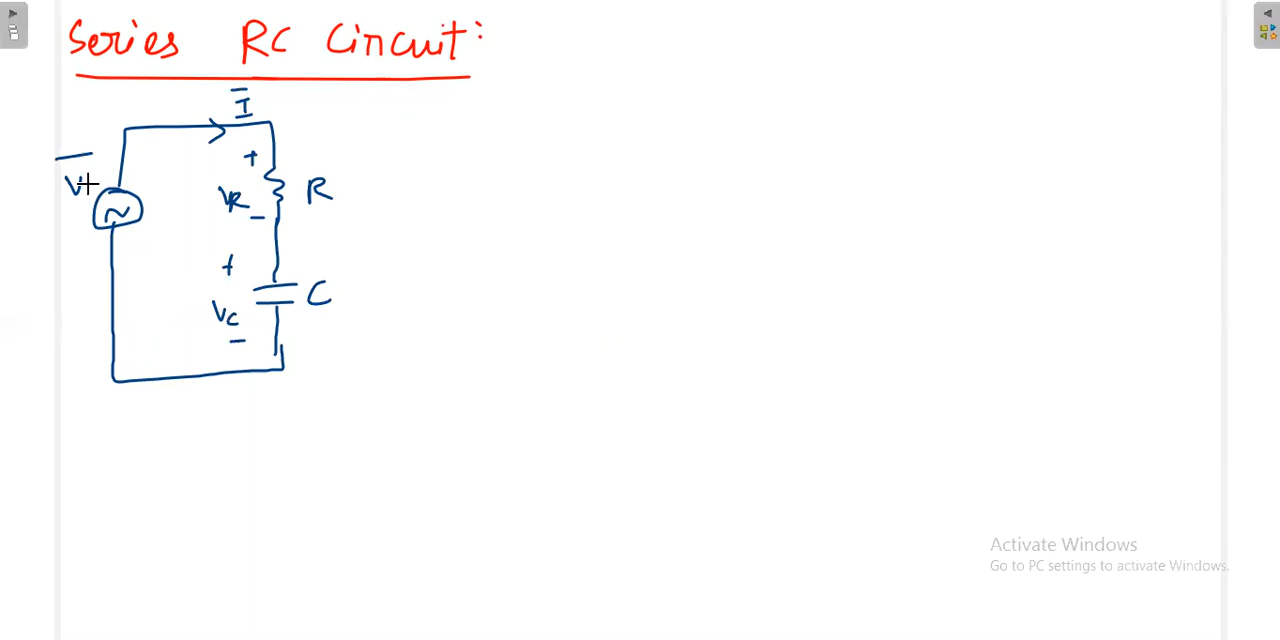 Series RC Circuit:
I
V
+
VR
R
-
+
C
Vc
-
Activate Windows
Go to PC settings to activate Windows.